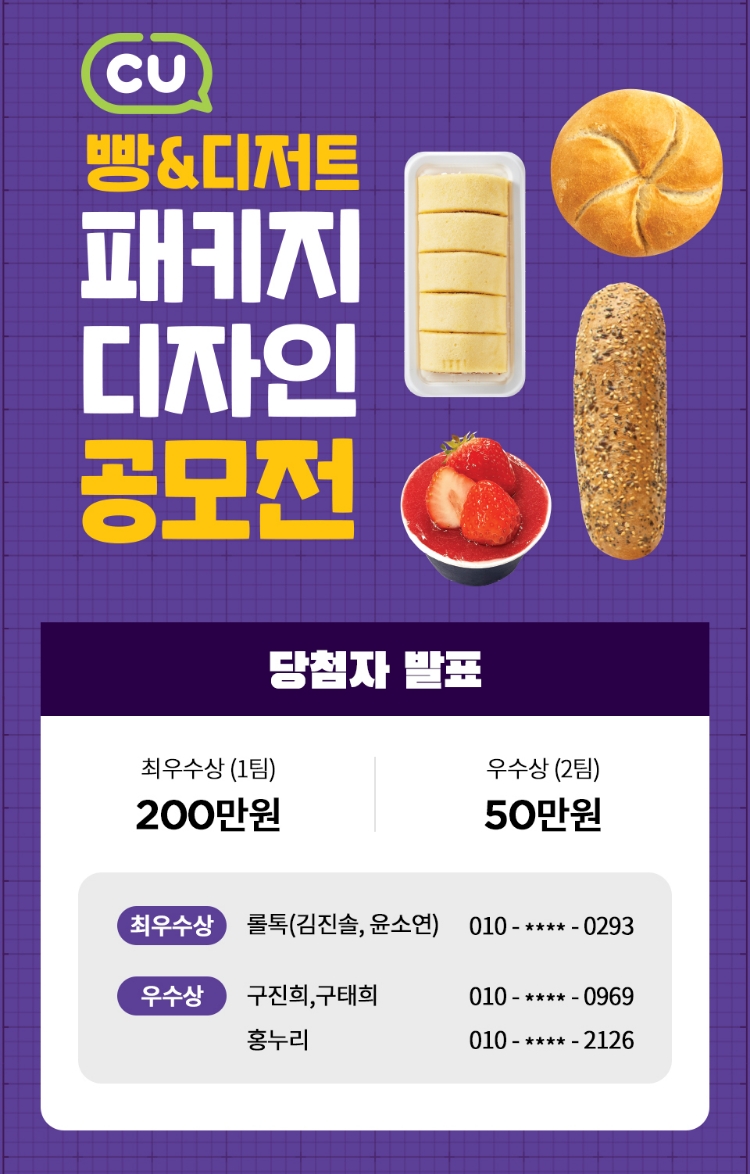 CU
빵&디저트
패키지
디자인
공모전
당첨자 발표
최우수상 (1팀)
200만원
우수상 (2팀)
50만원
최우수상 롤톡(김진솔, 윤소연) 010 - **** - 0293
우수상 구진희,구태희 010 - **** - 0969
홍누리 010 - **** - 2126